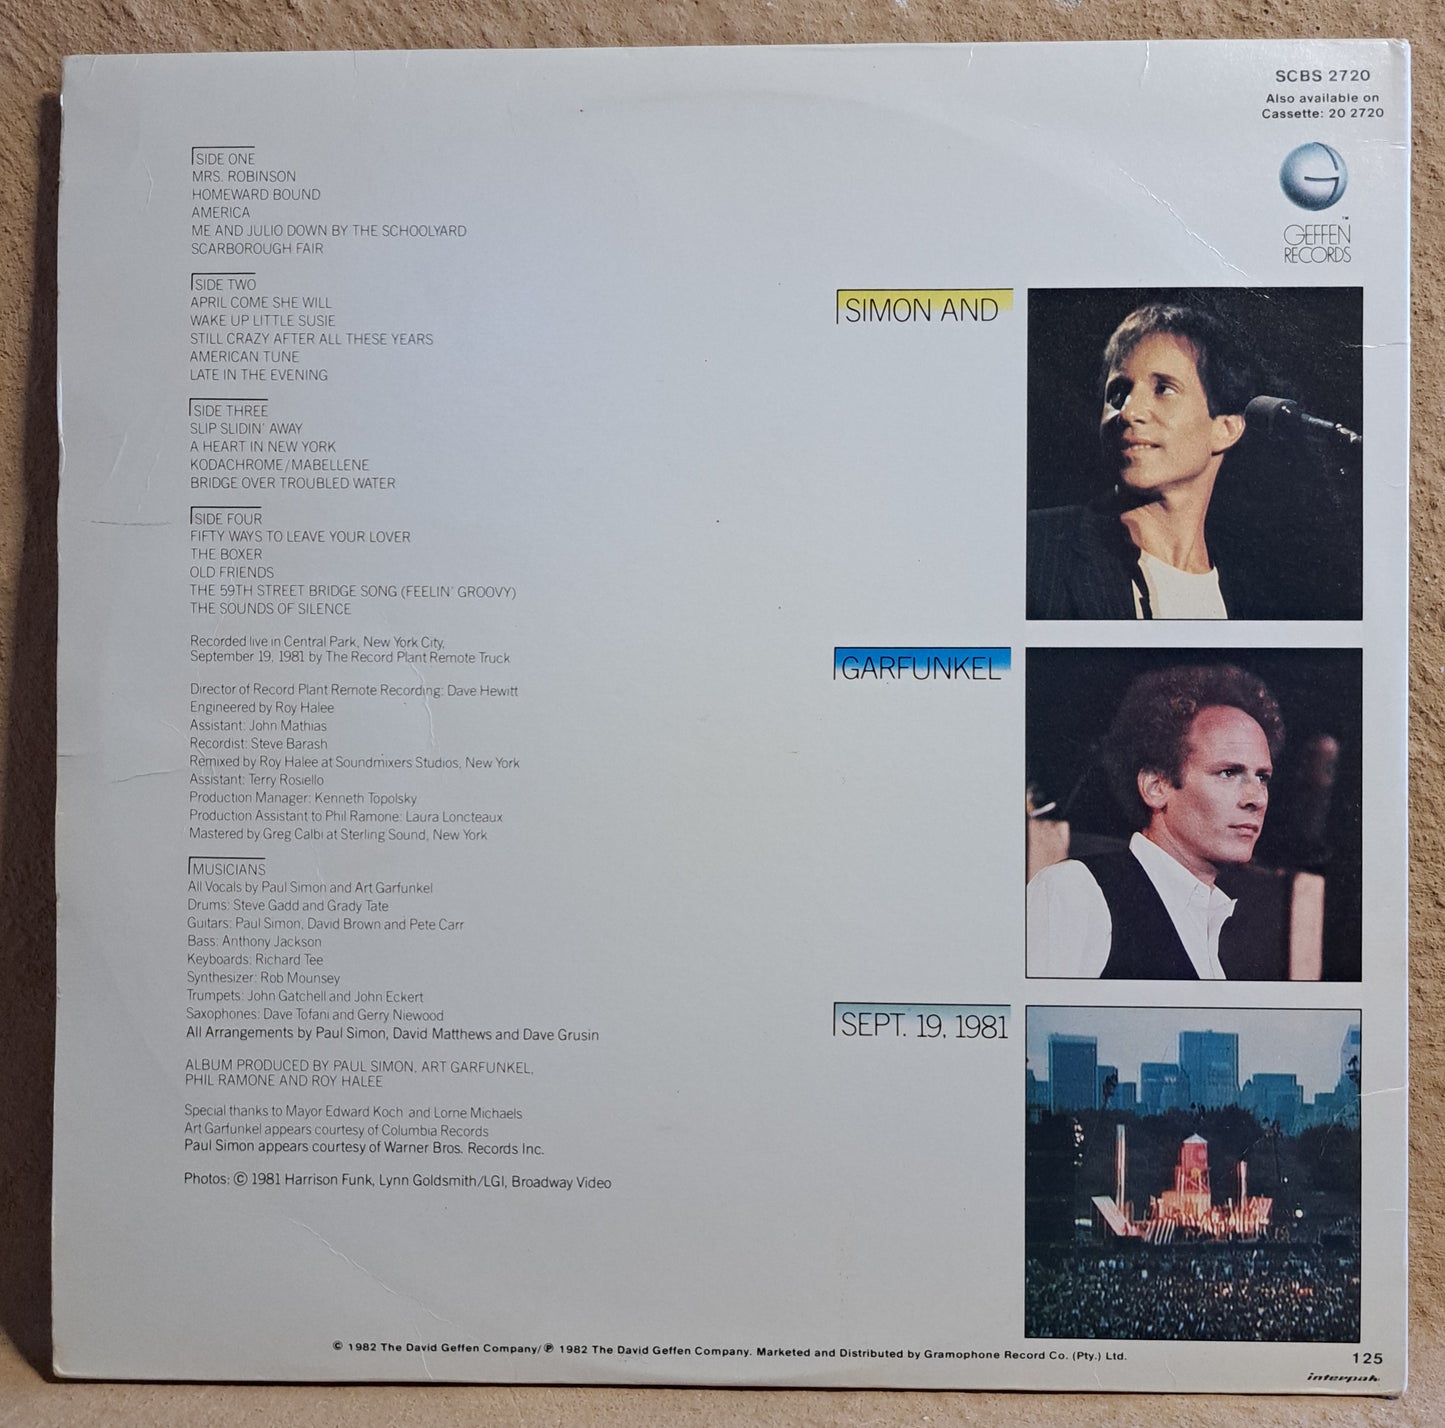 SCBS 2720
Also available on
Cassette: 20 2720
GEFFEN
RECORDS
SIDE ONE
MRS. ROBINSON
HOMEWARD BOUND
AMERICA
ME AND JULIO DOWN BY THE SCHOOLYARD
SCARBOROUGH FAIR
SIDE TWO
APRIL COME SHE WILL
WAKE UP LITTLE SUSIE
STILL CRAZY AFTER ALL THESE YEARS
AMERICAN TUNE
LATE IN THE EVENING
SIDE THREE
SLIP SLIDIN' AWAY
A HEART IN NEW YORK
KODACHROME/MABELLENE
BRIDGE OVER TROUBLED WATER
SIDE FOUR
FIFTY WAYS TO LEAVE YOUR LOVER
THE BOXER
OLD FRIENDS
THE 59TH STREET BRIDGE SONG (FEELIN' GROOVY)
THE SOUNDS OF SILENCE
Recorded live in Central Park, New York City,
September 19, 1981 by The Record Plant Remote Truck
Director of Record Plant Remote Recording: Dave Hewitt
Engineered by Roy Halee
Assistant: John Mathias
Recordist: Steve Barash
Remixed by Roy Halee at Soundmixers Studios, New York
Assistant: Terry Rosiello
Production Manager: Kenneth Topolsky
Production Assistant to Phil Ramone: Laura Loncteaux
Mastered by Greg Calbi at Sterling Sound, New York
MUSICIANS
All Vocals by Paul Simon and Art Garfunkel
Drums: Steve Gadd and Grady Tate
Guitars: Paul Simon, David Brown and Pete Carr
Bass: Anthony Jackson
Keyboards: Richard Tee
Synthesizer: Rob Mounsey
Trumpets: John Gatchell and John Eckert
Saxophones: Dave Tofani and Gerry Niewood
All Arrangements by Paul Simon, David Matthews and Dave Grusin
ALBUM PRODUCED BY PAUL SIMON, ART GARFUNKEL,
PHIL RAMONE AND ROY HALEE
Special thanks to Mayor Edward Koch and Lorne Michaels
Art Garfunkel appears courtesy of Columbia Records
Paul Simon appears courtesy of Warner Bros. Records Inc.
Photos: © 1981 Harrison Funk, Lynn Goldsmith/LGI, Broadway Video
SIMON AND
GARFUNKEL
SEPT. 19, 1981
© 1982 The David Geffen Company/℗ 1982 The David Geffen Company. Marketed and Distributed by Gramophone Record Co. (Pty.) Ltd.
125
interpak